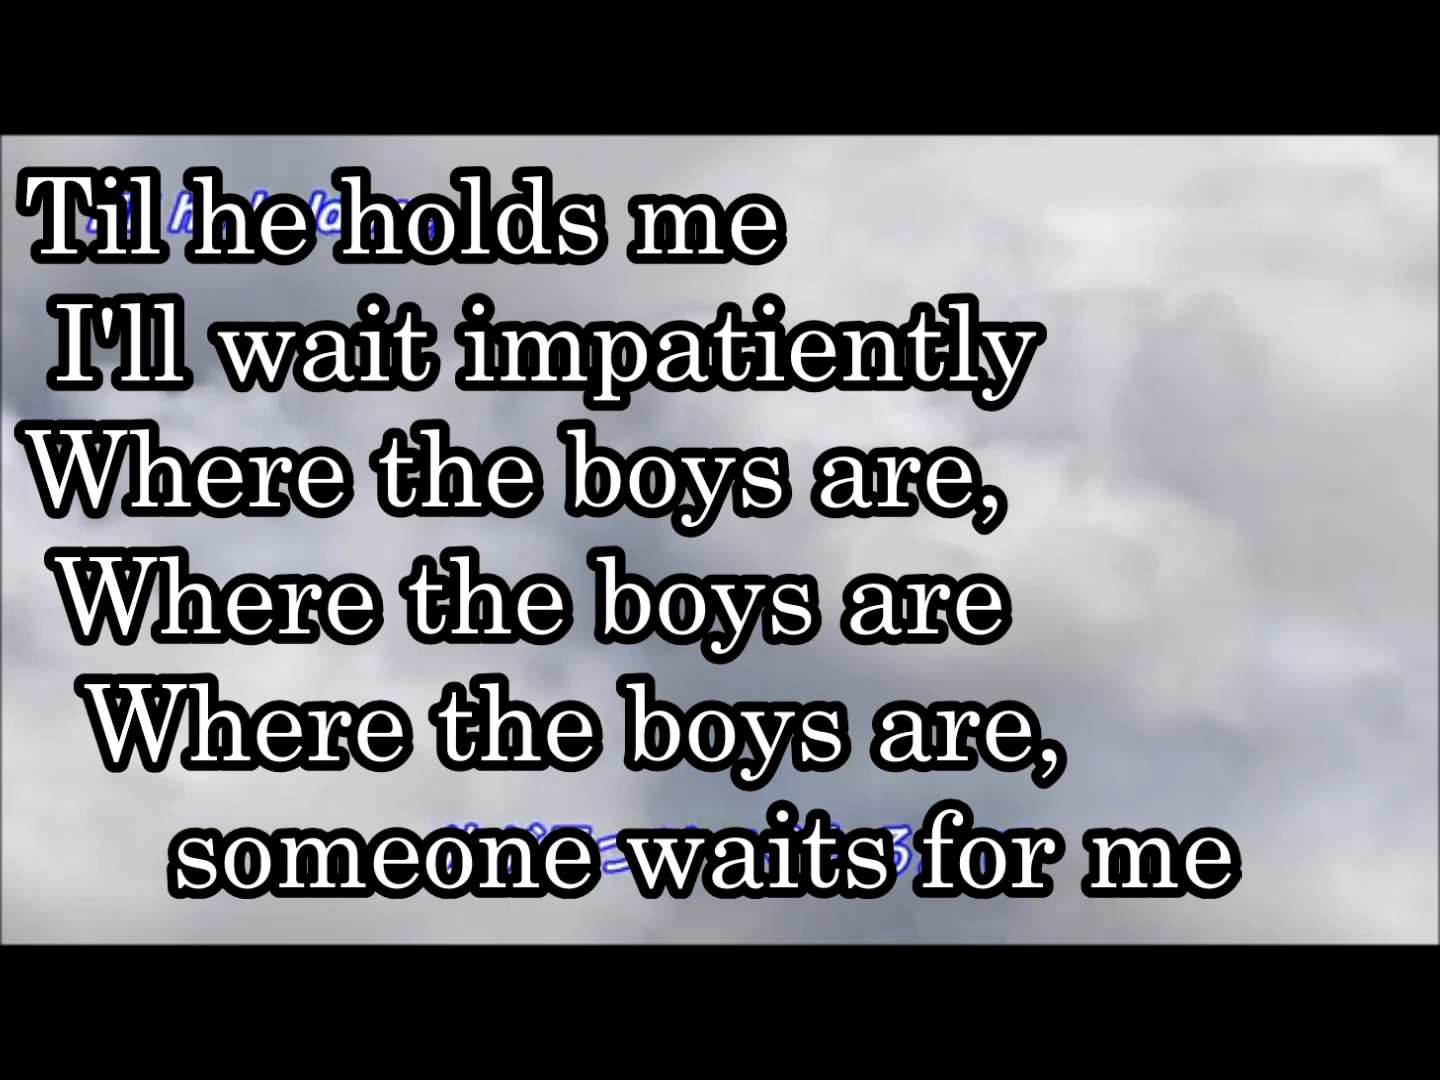 Til he holds me
I'll wait impatiently
Where the boys are,
Where the boys are
Where the boys are,
someone waits for me